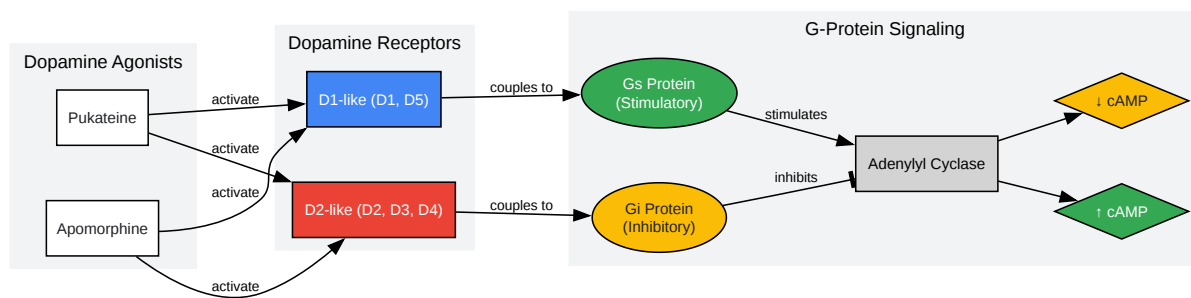 Dopamine Agonists
Pukateine
Apomorphine
activate
activate
activate
activate
Dopamine Receptors
D1-like (D1, D5)
D2-like (D2, D3, D4)
couples to
couples to
G-Protein Signaling
Gs Protein
(Stimulatory)
Gi Protein
(Inhibitory)
stimulates
inhibits
Adenylyl Cyclase
↓ cAMP
↑ cAMP